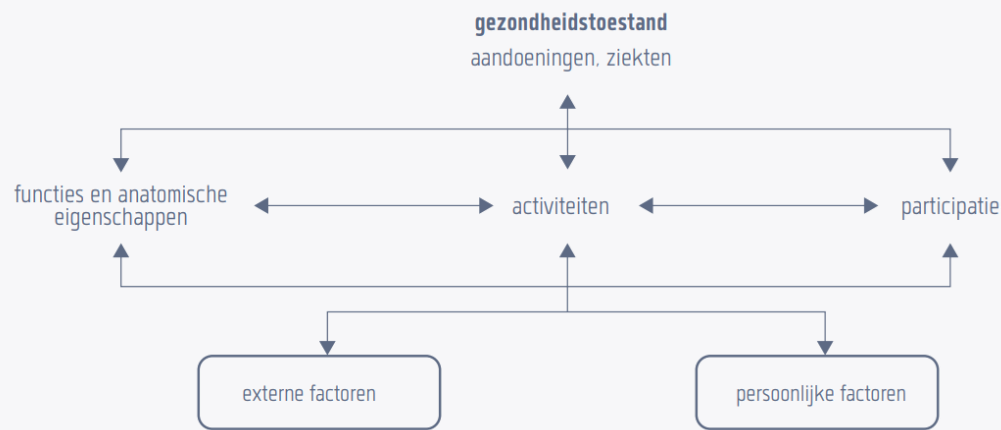 gezondheidstoestand
aandoeningen, ziekten
functies en anatomische
eigenschappen
activiteiten
participatie
externe factoren
persoonlijke factoren